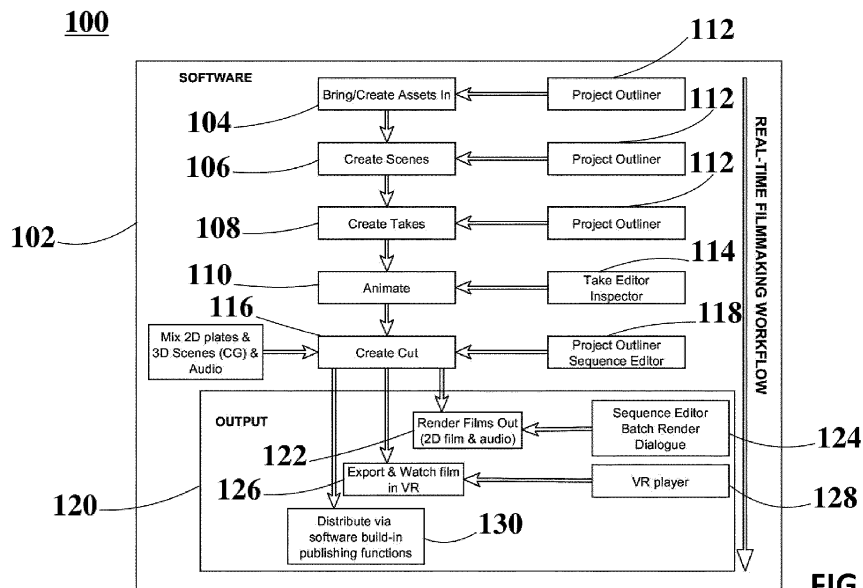 100
112
SOFTWARE
Bring/Create Assets In
Project Outliner
104
112
Create Scenes
Project Outliner
106
112
Create Takes
Project Outliner
108
102
114
110
Animate
Take Editor
Inspector
116
118
Mix 2D plates &
3D Scenes (CG) &
Audio
Create Cut
Project Outliner
Sequence Editor
REAL-TIME FILMMAKING WORKFLOW
OUTPUT
Render Films Out
(2D film & audio)
Sequence Editor
Batch Render
Dialogue
122
124
Export & Watch film
in VR
VR player
126
128
120
Distribute via
software build-in
publishing functions
130
FIG